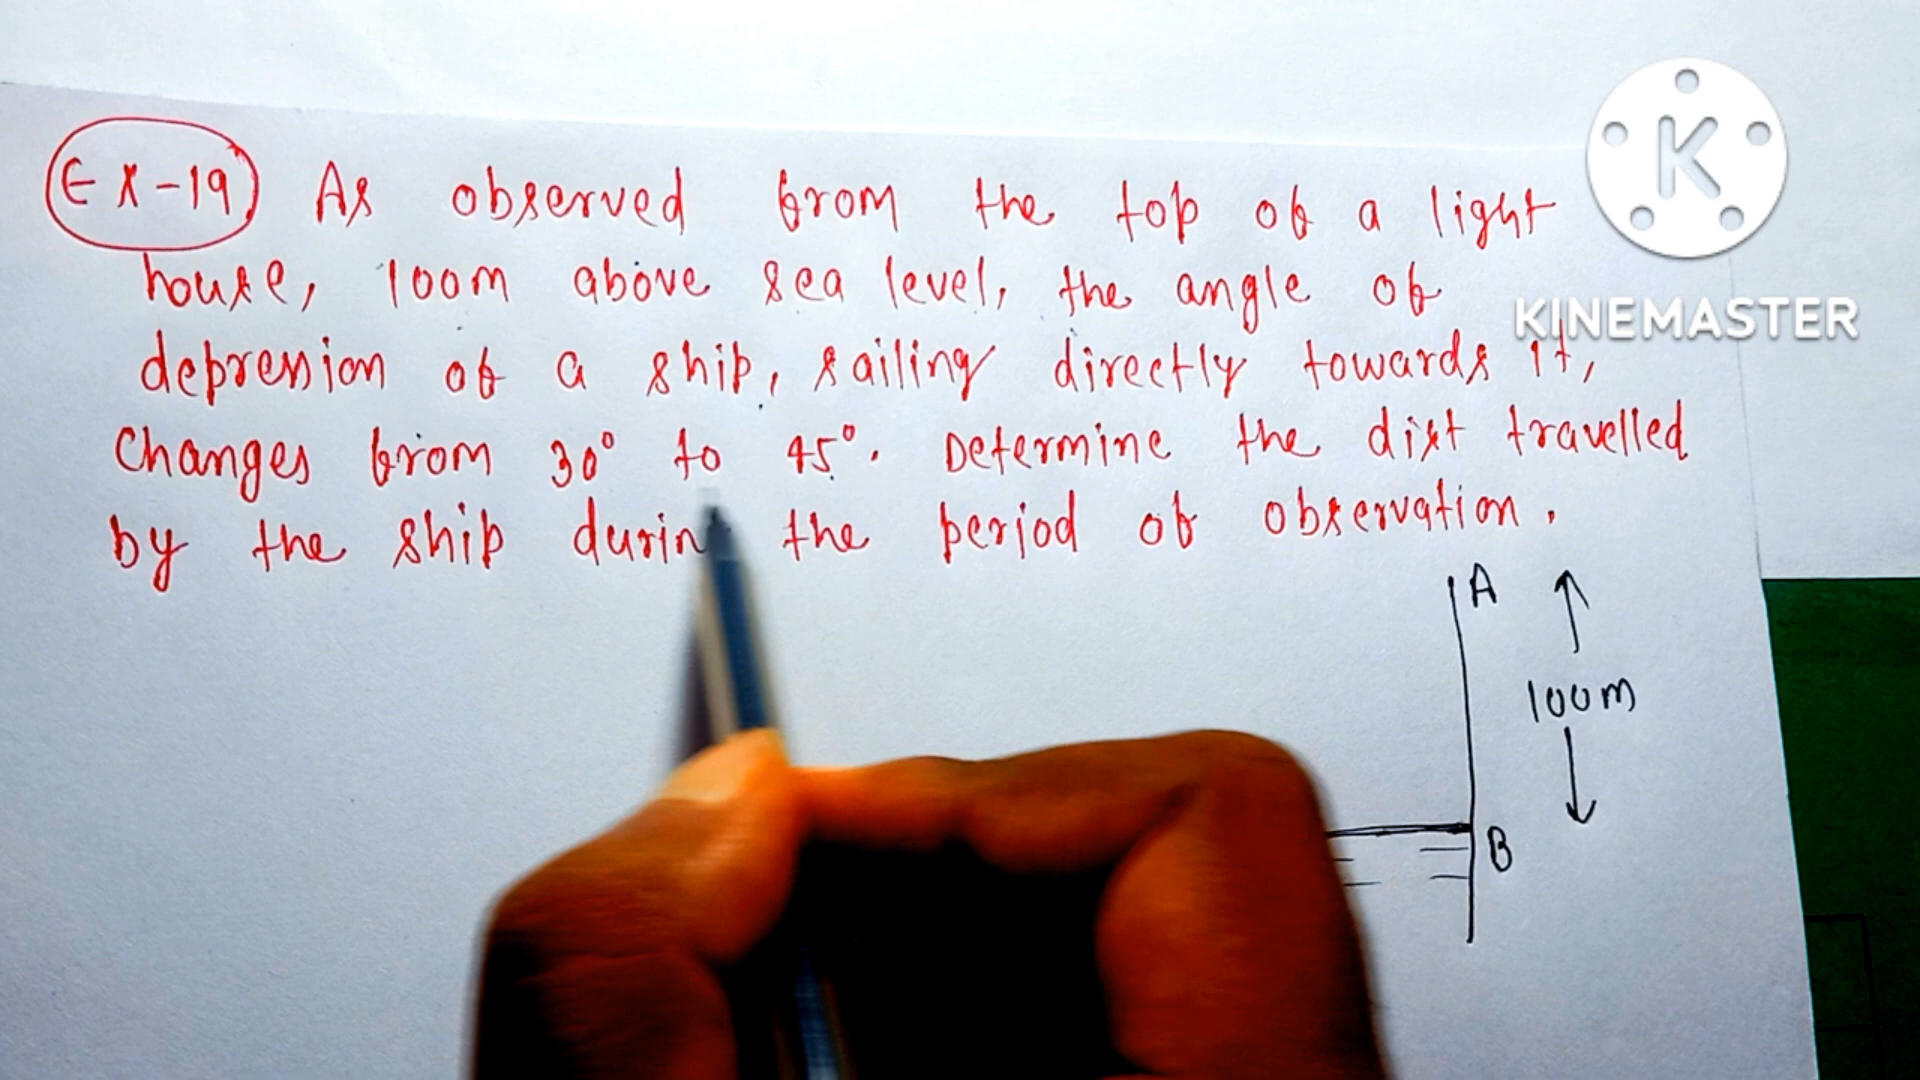 EX-19 As observed from the top of a light
house, 100m above sea level, the angle of
depression of a ship, sailing directly towards it,
Changes from 30° to 45°. Determine the dist travelled
by the ship durin the period of observation.
A
100m
B
K
KINEMASTER